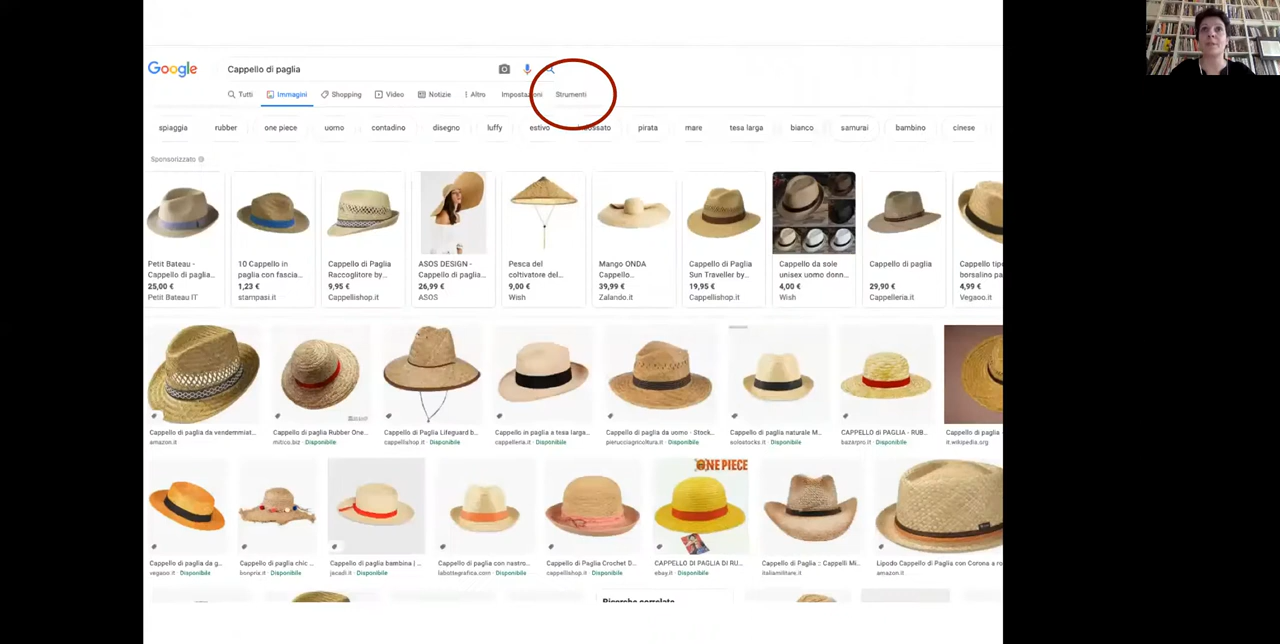 Google
Cappello di paglia
Tutti Immagini Shopping Video Notizie Altro Impostazioni Strumenti
spiaggia rubber one piece uomo contadino disegno luffy estivo pirata mare tesa larga bianco samurai bambino cinese
Sponsorizzato
Petit Bateau -
Cappello di paglia...
25,00 €
Petit Bateau IT
10 Cappello in
paglia con fascia...
1,23 €
stampasi.it
Cappello di Paglia
Raccoglitore by...
9,95 €
Cappellishop.it
ASOS DESIGN -
Cappello di paglia...
26,99 €
ASOS
Pesca del
coltivatore del...
9,00 €
Wish
Mango ONDA
Cappello...
39,99 €
Zalando.it
Cappello di Paglia
Sun Traveller by...
19,95 €
Cappellishop.it
Cappello da sole
unisex uomo donn...
4,00 €
Wish
Cappello di paglia
29,90 €
Cappelleria.it
Cappello tipo
borsalino pa
4,99 €
Vegaoo.it
Cappello di paglia da vendemmiat...
amazon.it
Cappello di paglia Rubber One...
mitico.biz · Disponibile
Cappello di paglia Lifeguard b...
cappellishop.it · Disponibile
Cappello in paglia a tesa larga...
cappelleria.it · Disponibile
Cappello di paglia da uomo - Stock...
pierucciagricoltura.it · Disponibile
Cappello di paglia naturale M...
solostocks.it · Disponibile
CAPPELLO DI PAGLIA - RUB...
bazarpro.it · Disponibile
Cappello di paglia -
it.wikipedia.org
ONE PIECE
Cappello di paglia da g...
vegaoo.it · Disponibile
Cappello di paglia chic ...
bonprix.it · Disponibile
Cappello di paglia bambina | ...
jacadi.it · Disponibile
Cappello di paglia con nastro...
labottegrafica.com · Disponibile
Cappello di Paglia Crochet D...
cappellishop.it · Disponibile
CAPPELLO DI PAGLIA DI RU...
ebay.it · Disponibile
Cappello di Paglia :: Cappelli Mi...
italiamilitare.it
Lipodo Cappello di Paglia con Corona a ro
amazon.it
Ricerche correlate